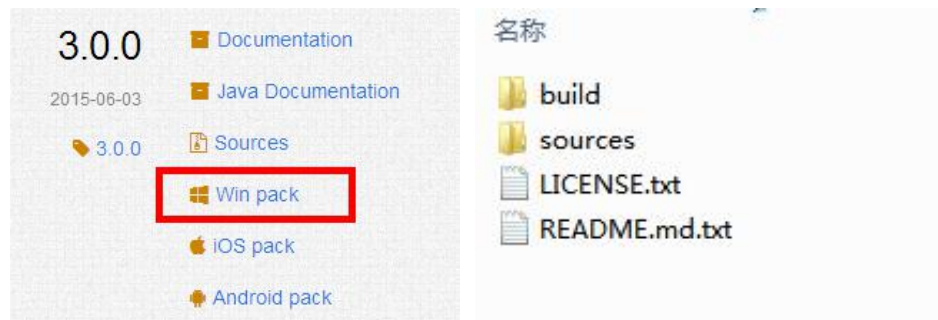 3.0.0
2015-06-03
3.0.0
Documentation
Java Documentation
Sources
Win pack
iOS pack
Android pack
名称
build
sources
LICENSE.txt
README.md.txt